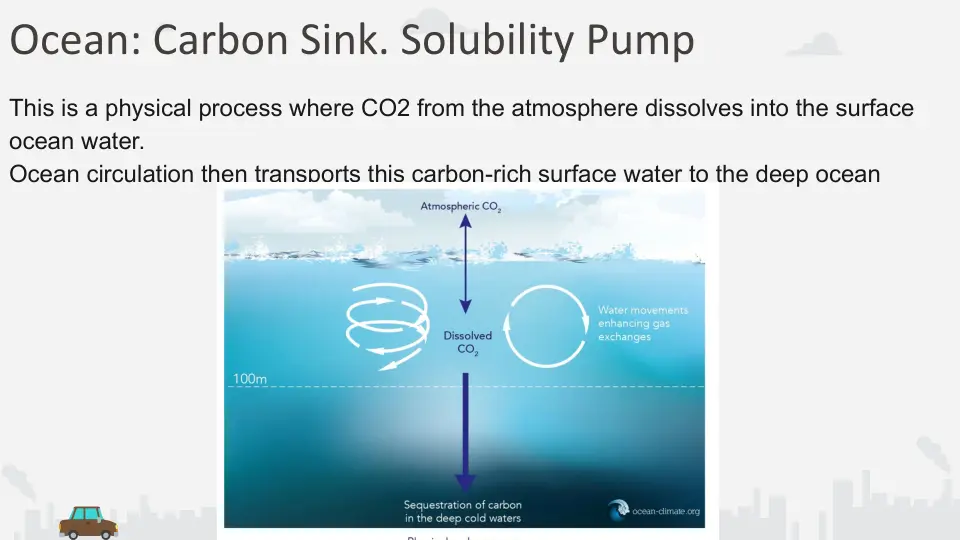 Ocean: Carbon Sink. Solubility Pump
This is a physical process where CO2 from the atmosphere dissolves into the surface
ocean water.
Ocean circulation then transports this carbon-rich surface water to the deep ocean
Atmospheric CO₂
Water movements
enhancing gas
exchanges
Dissolved
CO₂
100m
Sequestration of carbon
in the deep cold waters
ocean-climate.org